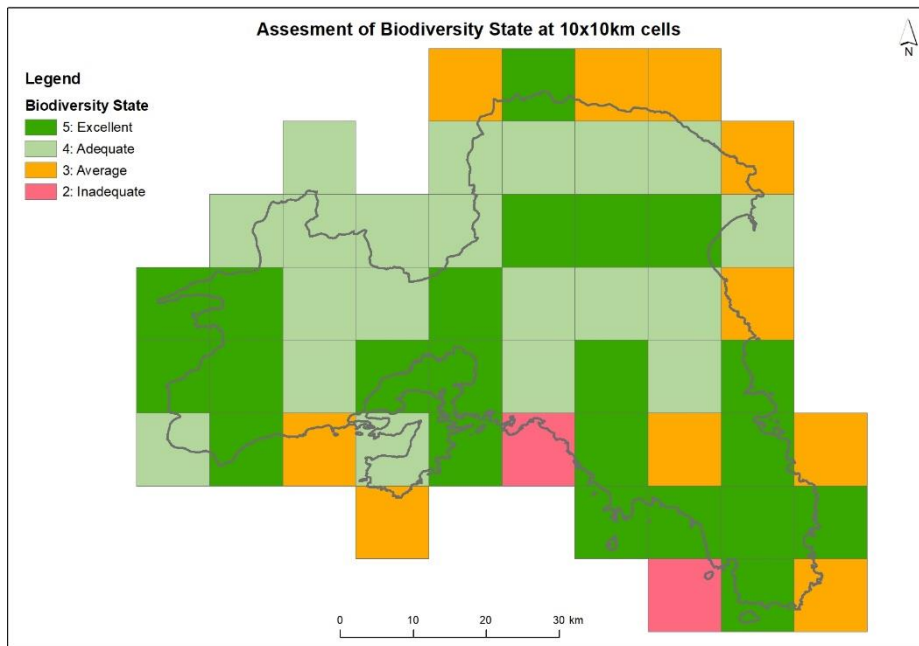 Assesment of Biodiversity State at 10x10km cells
N
Legend
Biodiversity State
5: Excellent
4: Adequate
3: Average
2: Inadequate
0 10 20 30 km